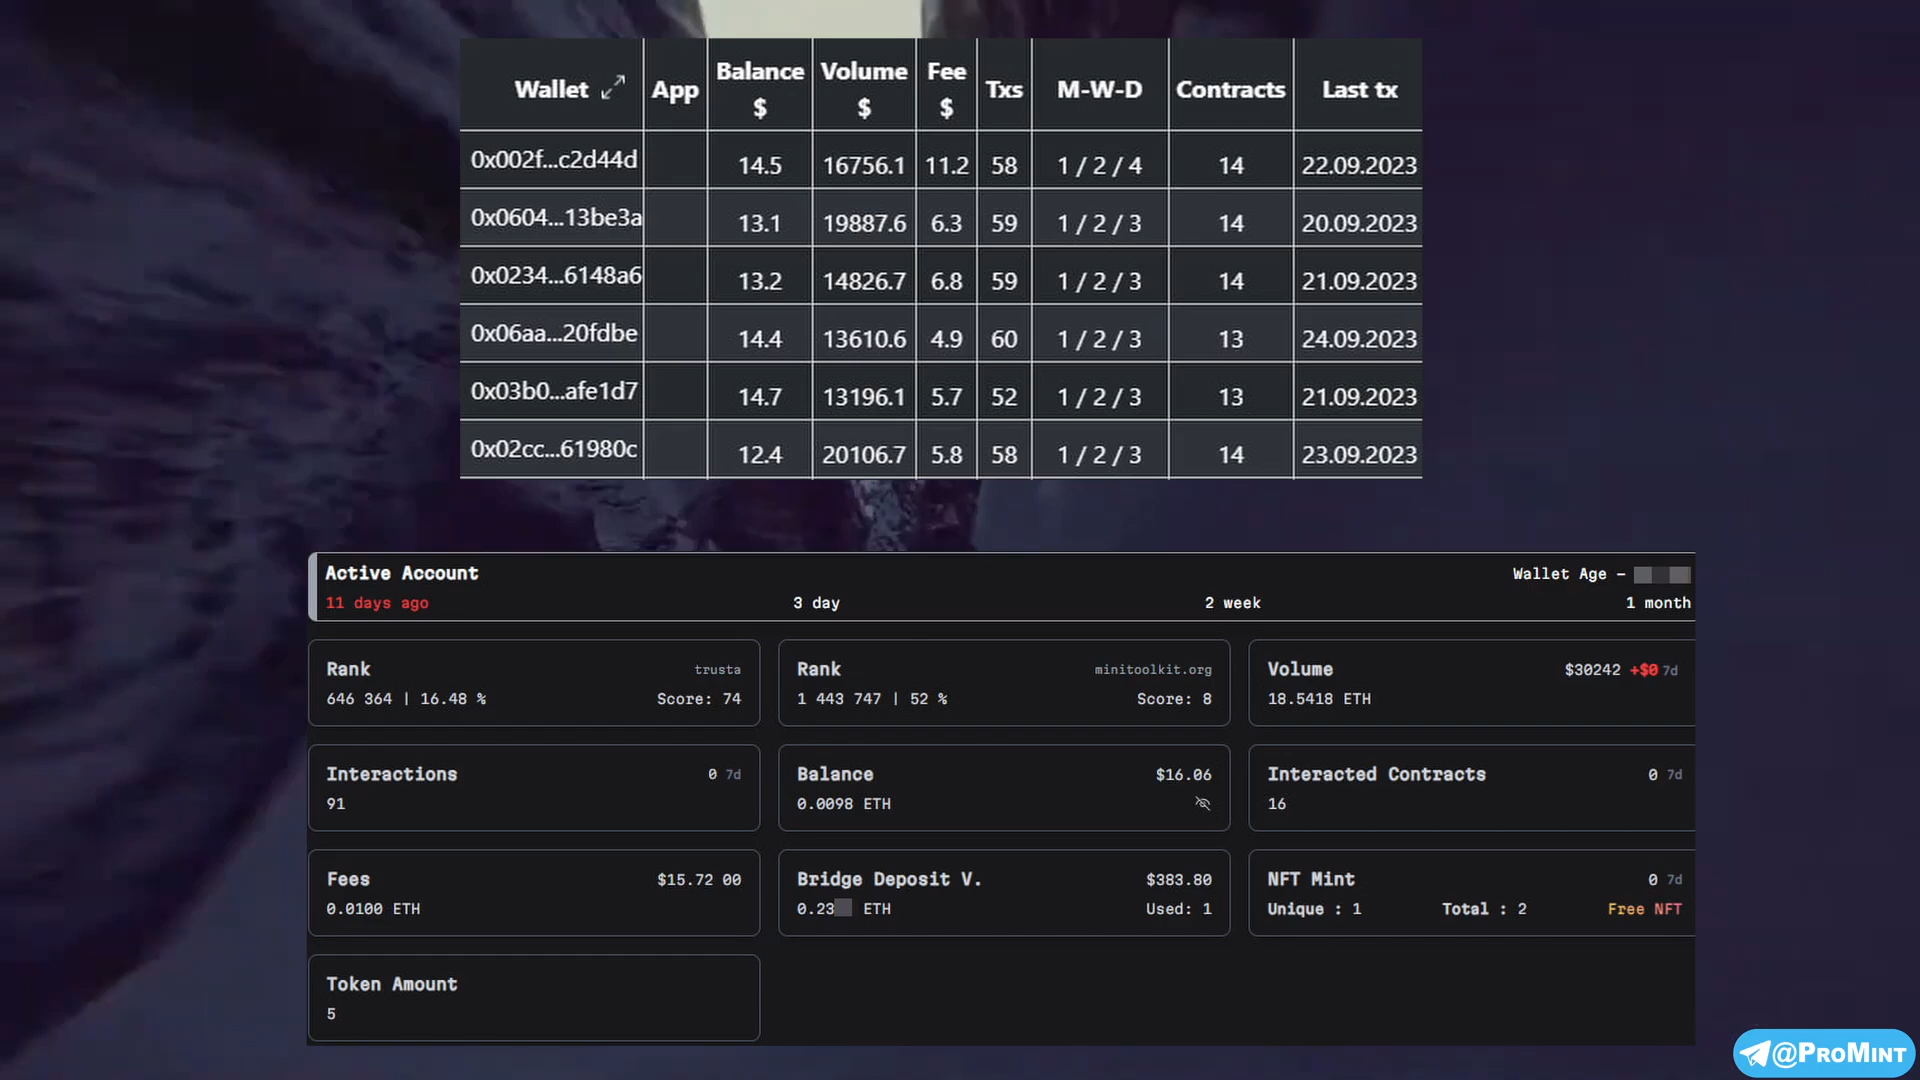 Wallet App Balance $ Volume $ Fee $ Txs M-W-D Contracts Last tx
0x002f...c2d44d 14.5 16756.1 11.2 58 1 / 2 / 4 14 22.09.2023
0x0604...13be3a 13.1 19887.6 6.3 59 1 / 2 / 3 14 20.09.2023
0x0234...6148a6 13.2 14826.7 6.8 59 1 / 2 / 3 14 21.09.2023
0x06aa...20fdbe 14.4 13610.6 4.9 60 1 / 2 / 3 13 24.09.2023
0x03b0...afe1d7 14.7 13196.1 5.7 52 1 / 2 / 3 13 21.09.2023
0x02cc...61980c 12.4 20106.7 5.8 58 1 / 2 / 3 14 23.09.2023
Active Account Wallet Age –
11 days ago 3 day 2 week 1 month
Rank trusta
646 364 | 16.48 % Score: 74
Rank minitoolkit.org
1 443 747 | 52 % Score: 8
Volume $30242 +$0 7d
18.5418 ETH
Interactions 0 7d
91
Balance $16.06
0.0098 ETH
Interacted Contracts 0 7d
16
Fees $15.72 00
0.0100 ETH
Bridge Deposit V. $383.80
0.23 ETH Used: 1
NFT Mint 0 7d
Unique : 1 Total : 2 Free NFT
Token Amount
5
@PROMINT